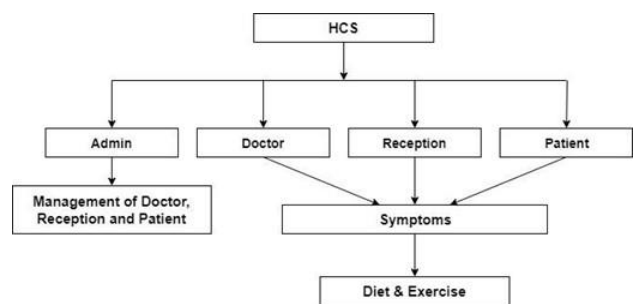 HCS
Admin
Doctor
Reception
Patient
Management of Doctor,
Reception and Patient
Symptoms
Diet & Exercise